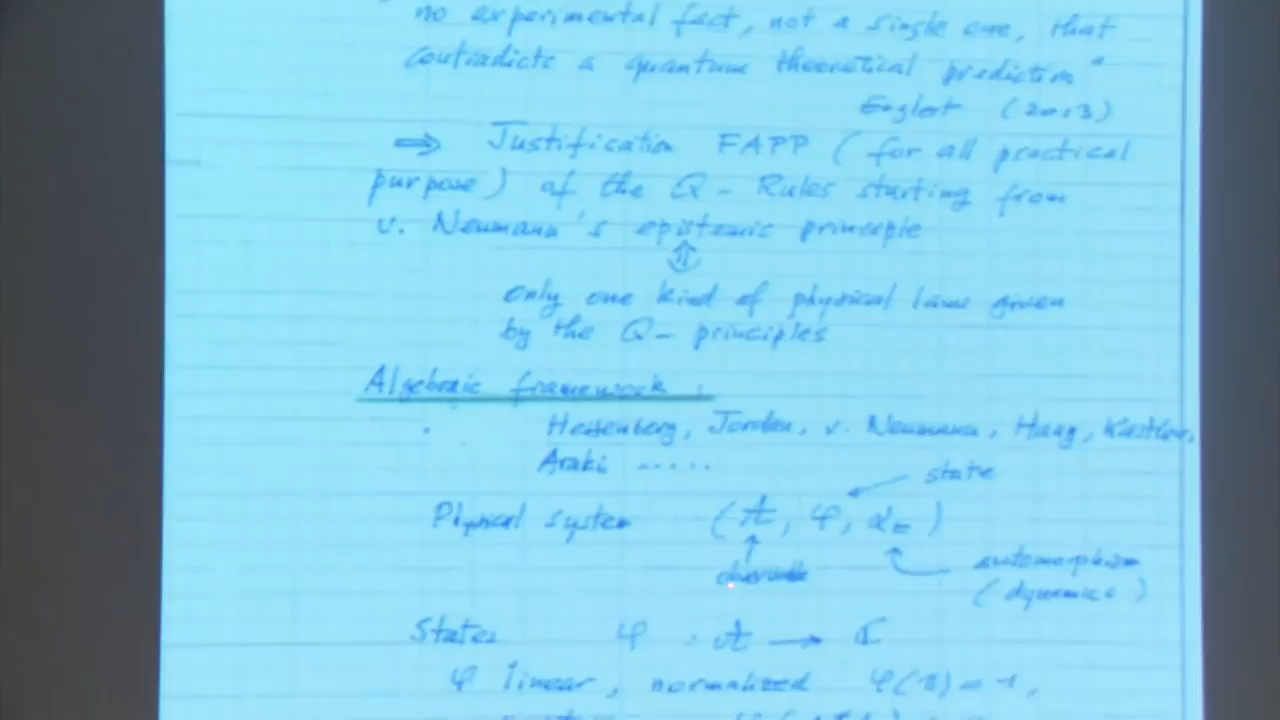 no experimental fact, not a single one, that
contradicts a quantum theoretical prediction"
Englert (2013)
⇒ Justification FAPP (for all practical
purpose) of the Q-Rules starting from
v. Neumann's epistemic principle
⇕
only one kind of physical laws given
by the Q-principles
Algebraic framework:
Heisenberg, Jordan, v. Neumann, Haag, Kastler,
Araki .....
state
Physical system (A, φ, α_t)
observable
automorphism
(dynamics)
States φ : A → ℂ
φ linear, normalized φ(1) = 1,